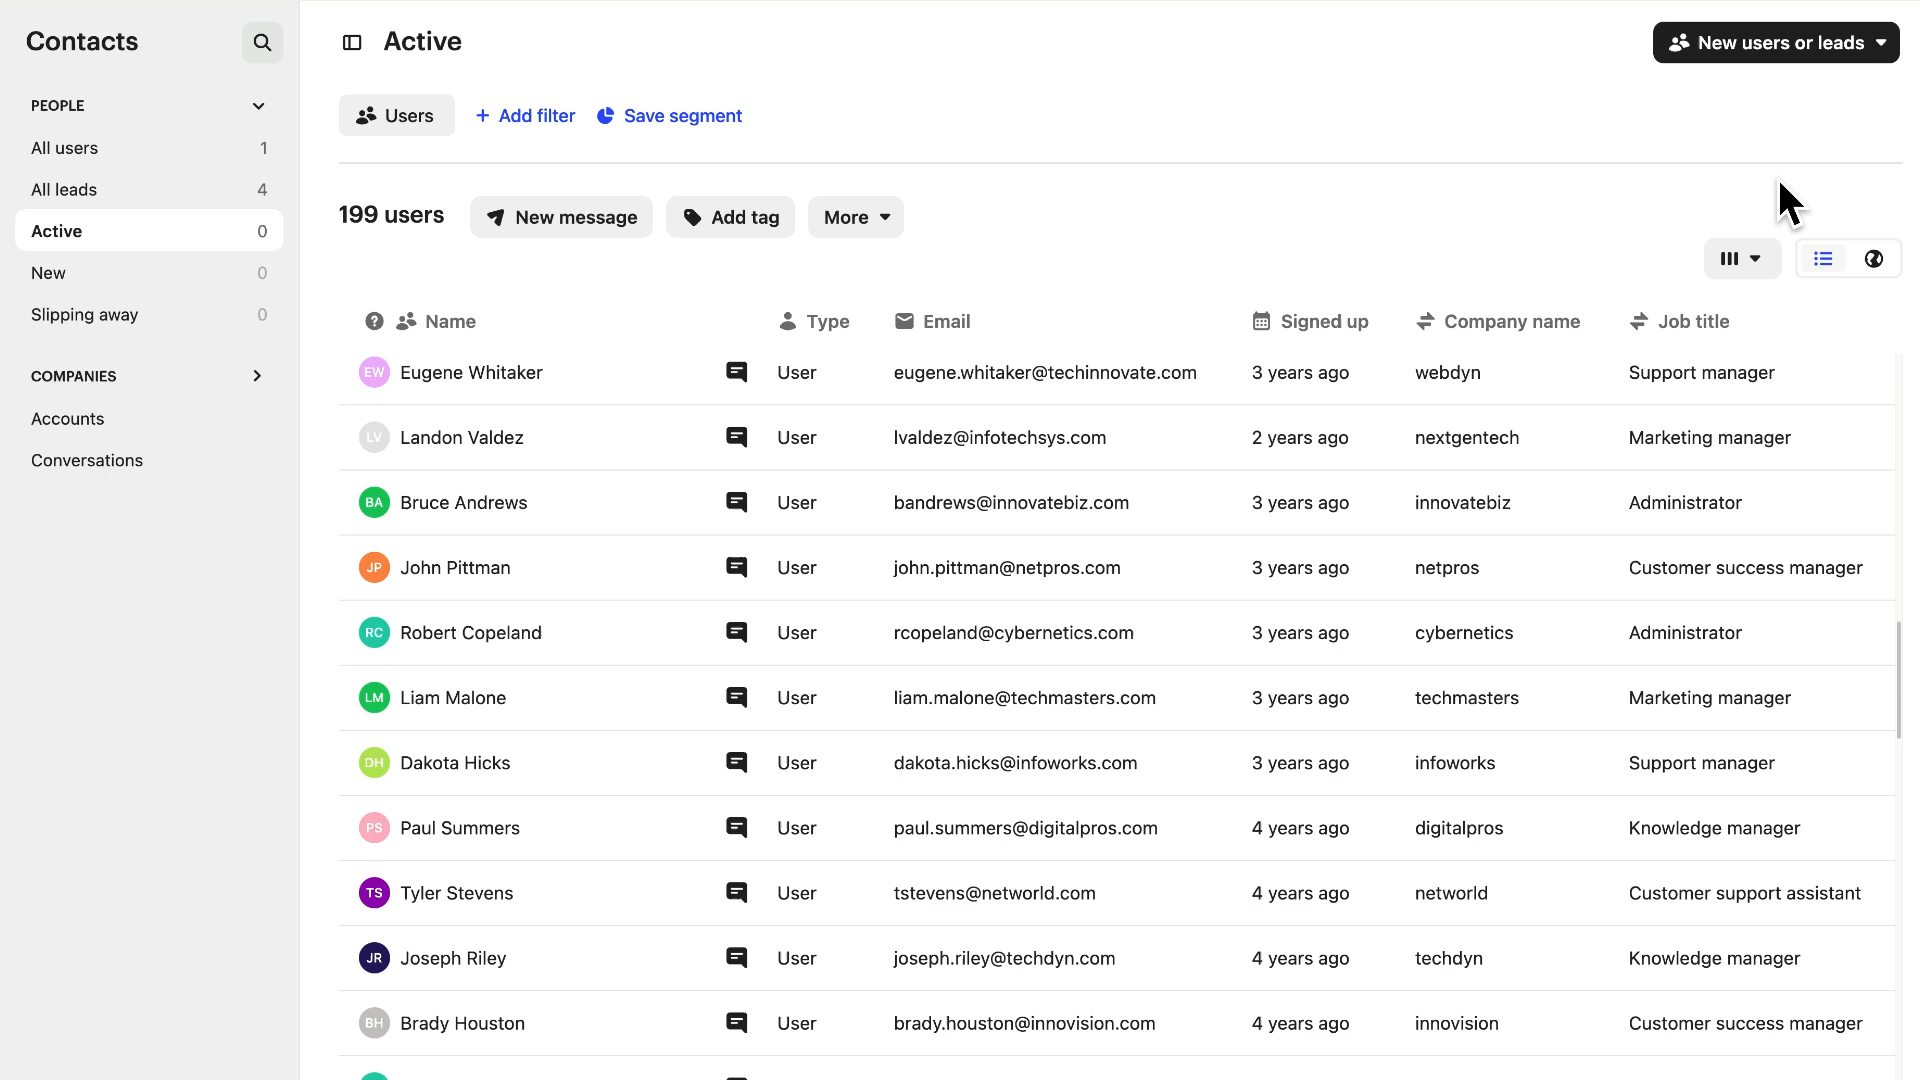 Contacts
PEOPLE
All users 1
All leads 4
Active 0
New 0
Slipping away 0
COMPANIES
Accounts
Conversations
Active
New users or leads
Users
+ Add filter
Save segment
199 users
New message
Add tag
More
Name Type Email Signed up Company name Job title
EW Eugene Whitaker User eugene.whitaker@techinnovate.com 3 years ago webdyn Support manager
LV Landon Valdez User lvaldez@infotechsys.com 2 years ago nextgentech Marketing manager
BA Bruce Andrews User bandrews@innovatebiz.com 3 years ago innovatebiz Administrator
JP John Pittman User john.pittman@netpros.com 3 years ago netpros Customer success manager
RC Robert Copeland User rcopeland@cybernetics.com 3 years ago cybernetics Administrator
LM Liam Malone User liam.malone@techmasters.com 3 years ago techmasters Marketing manager
DH Dakota Hicks User dakota.hicks@infoworks.com 3 years ago infoworks Support manager
PS Paul Summers User paul.summers@digitalpros.com 4 years ago digitalpros Knowledge manager
TS Tyler Stevens User tstevens@networld.com 4 years ago networld Customer support assistant
JR Joseph Riley User joseph.riley@techdyn.com 4 years ago techdyn Knowledge manager
BH Brady Houston User brady.houston@innovision.com 4 years ago innovision Customer success manager